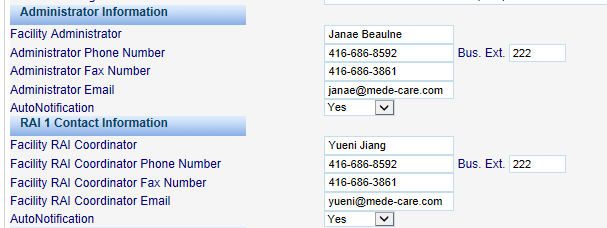 Administrator Information
Facility Administrator Janae Beaulne
Administrator Phone Number 416-686-8592 Bus. Ext. 222
Administrator Fax Number 416-686-3861
Administrator Email janae@mede-care.com
AutoNotification Yes
RAI 1 Contact Information
Facility RAI Coordinator Yueni Jiang
Facility RAI Coordinator Phone Number 416-686-8592 Bus. Ext. 222
Facility RAI Coordinator Fax Number 416-686-3861
Facility RAI Coordinator Email yueni@mede-care.com
AutoNotification Yes